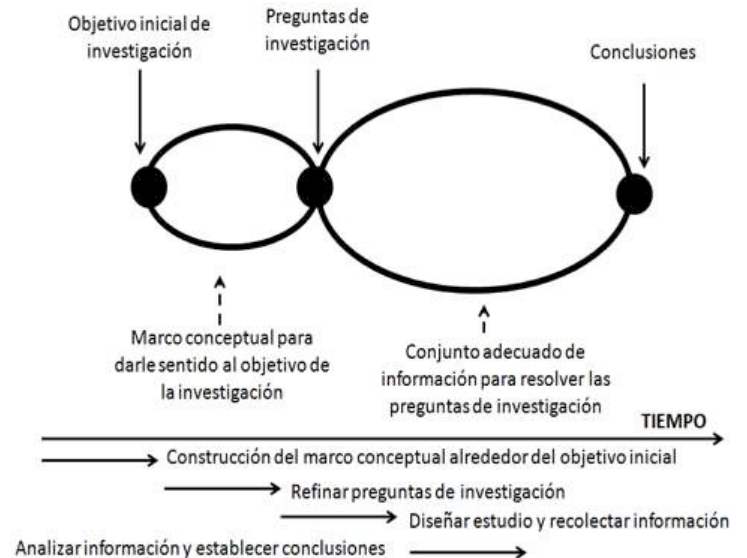 Objetivo inicial de
investigación
Preguntas de
investigación
Conclusiones
Marco conceptual para
darle sentido al objetivo de
la investigación
Conjunto adecuado de
información para resolver las
preguntas de investigación
TIEMPO
Construcción del marco conceptual alrededor del objetivo inicial
Refinar preguntas de investigación
Diseñar estudio y recolectar información
Analizar información y establecer conclusiones